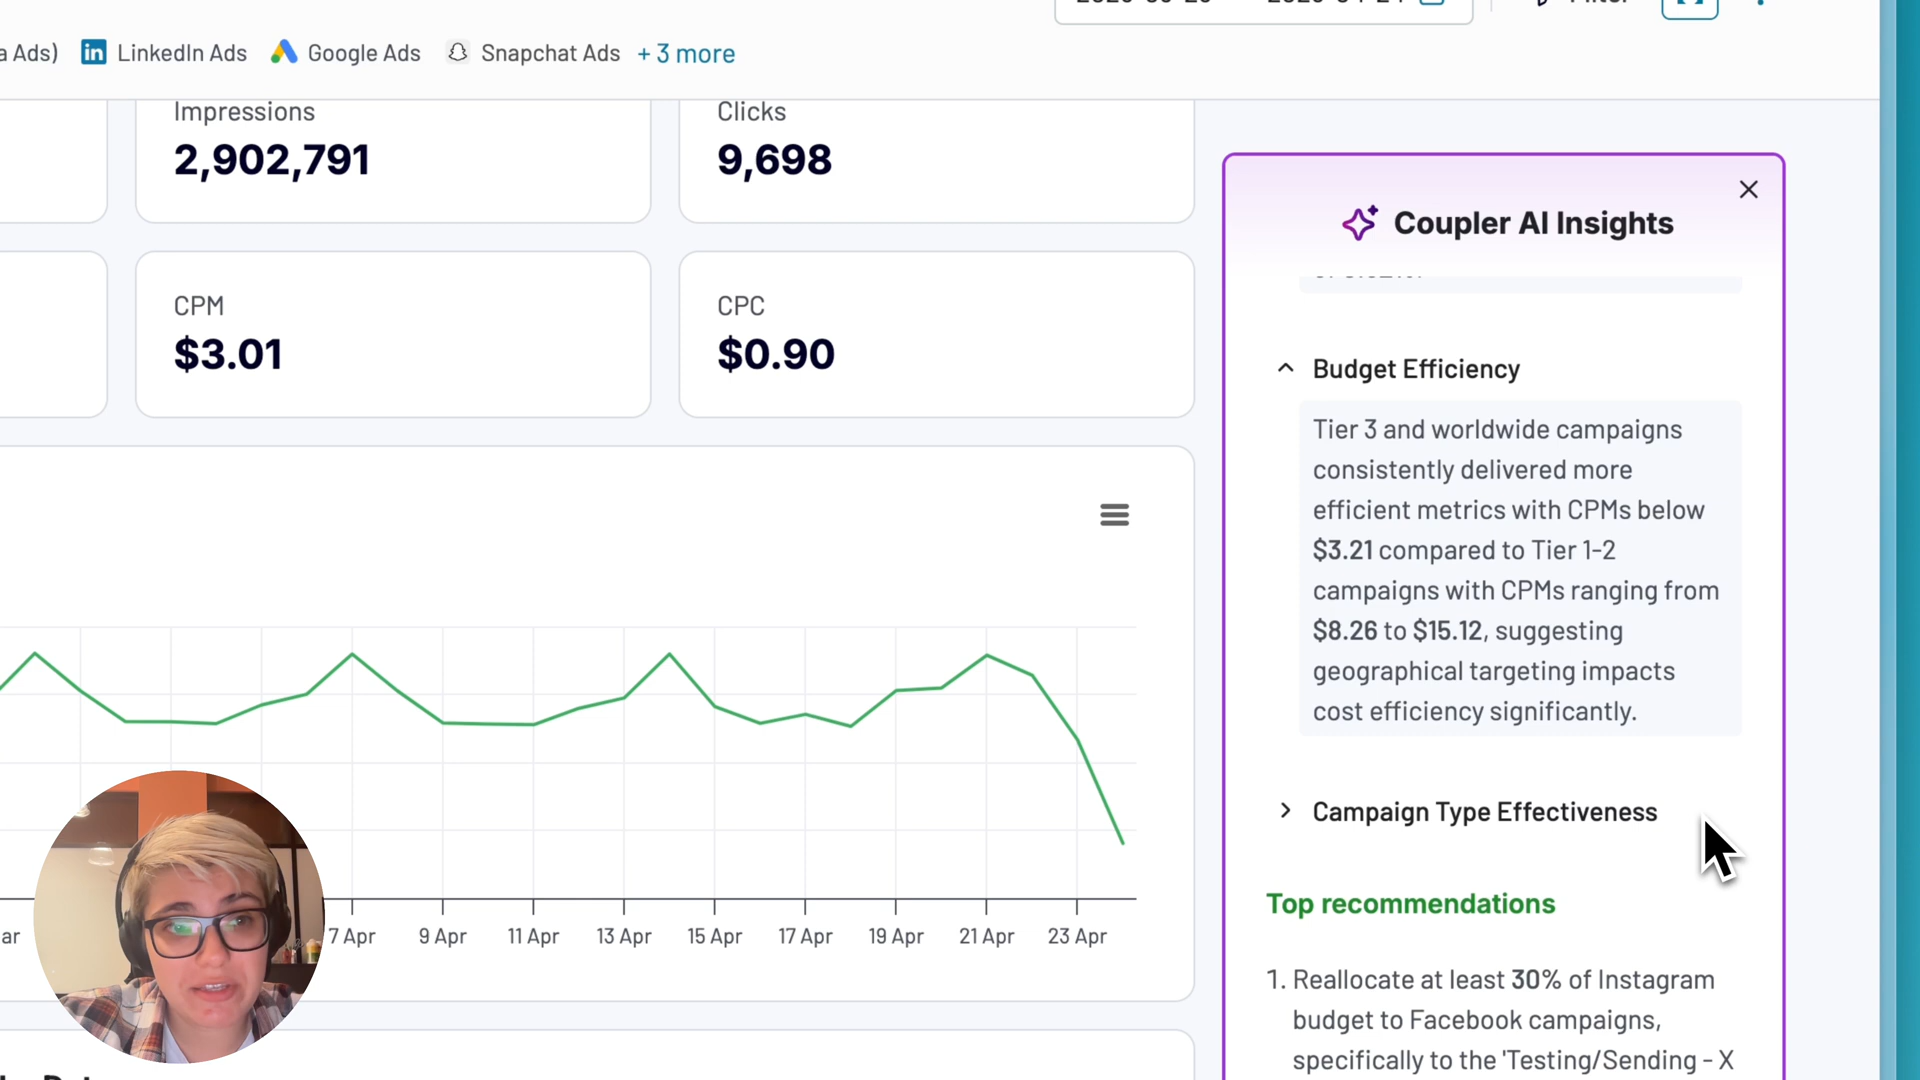 a Ads)
LinkedIn Ads
Google Ads
Snapchat Ads
+ 3 more
Impressions
2,902,791
Clicks
9,698
CPM
$3.01
CPC
$0.90
7 Apr
9 Apr
11 Apr
13 Apr
15 Apr
17 Apr
19 Apr
21 Apr
23 Apr
Coupler AI Insights
Budget Efficiency
Tier 3 and worldwide campaigns
consistently delivered more
efficient metrics with CPMs below
$3.21 compared to Tier 1-2
campaigns with CPMs ranging from
$8.26 to $15.12, suggesting
geographical targeting impacts
cost efficiency significantly.
Campaign Type Effectiveness
Top recommendations
1. Reallocate at least 30% of Instagram
budget to Facebook campaigns,
specifically to the 'Testing/Sending - X